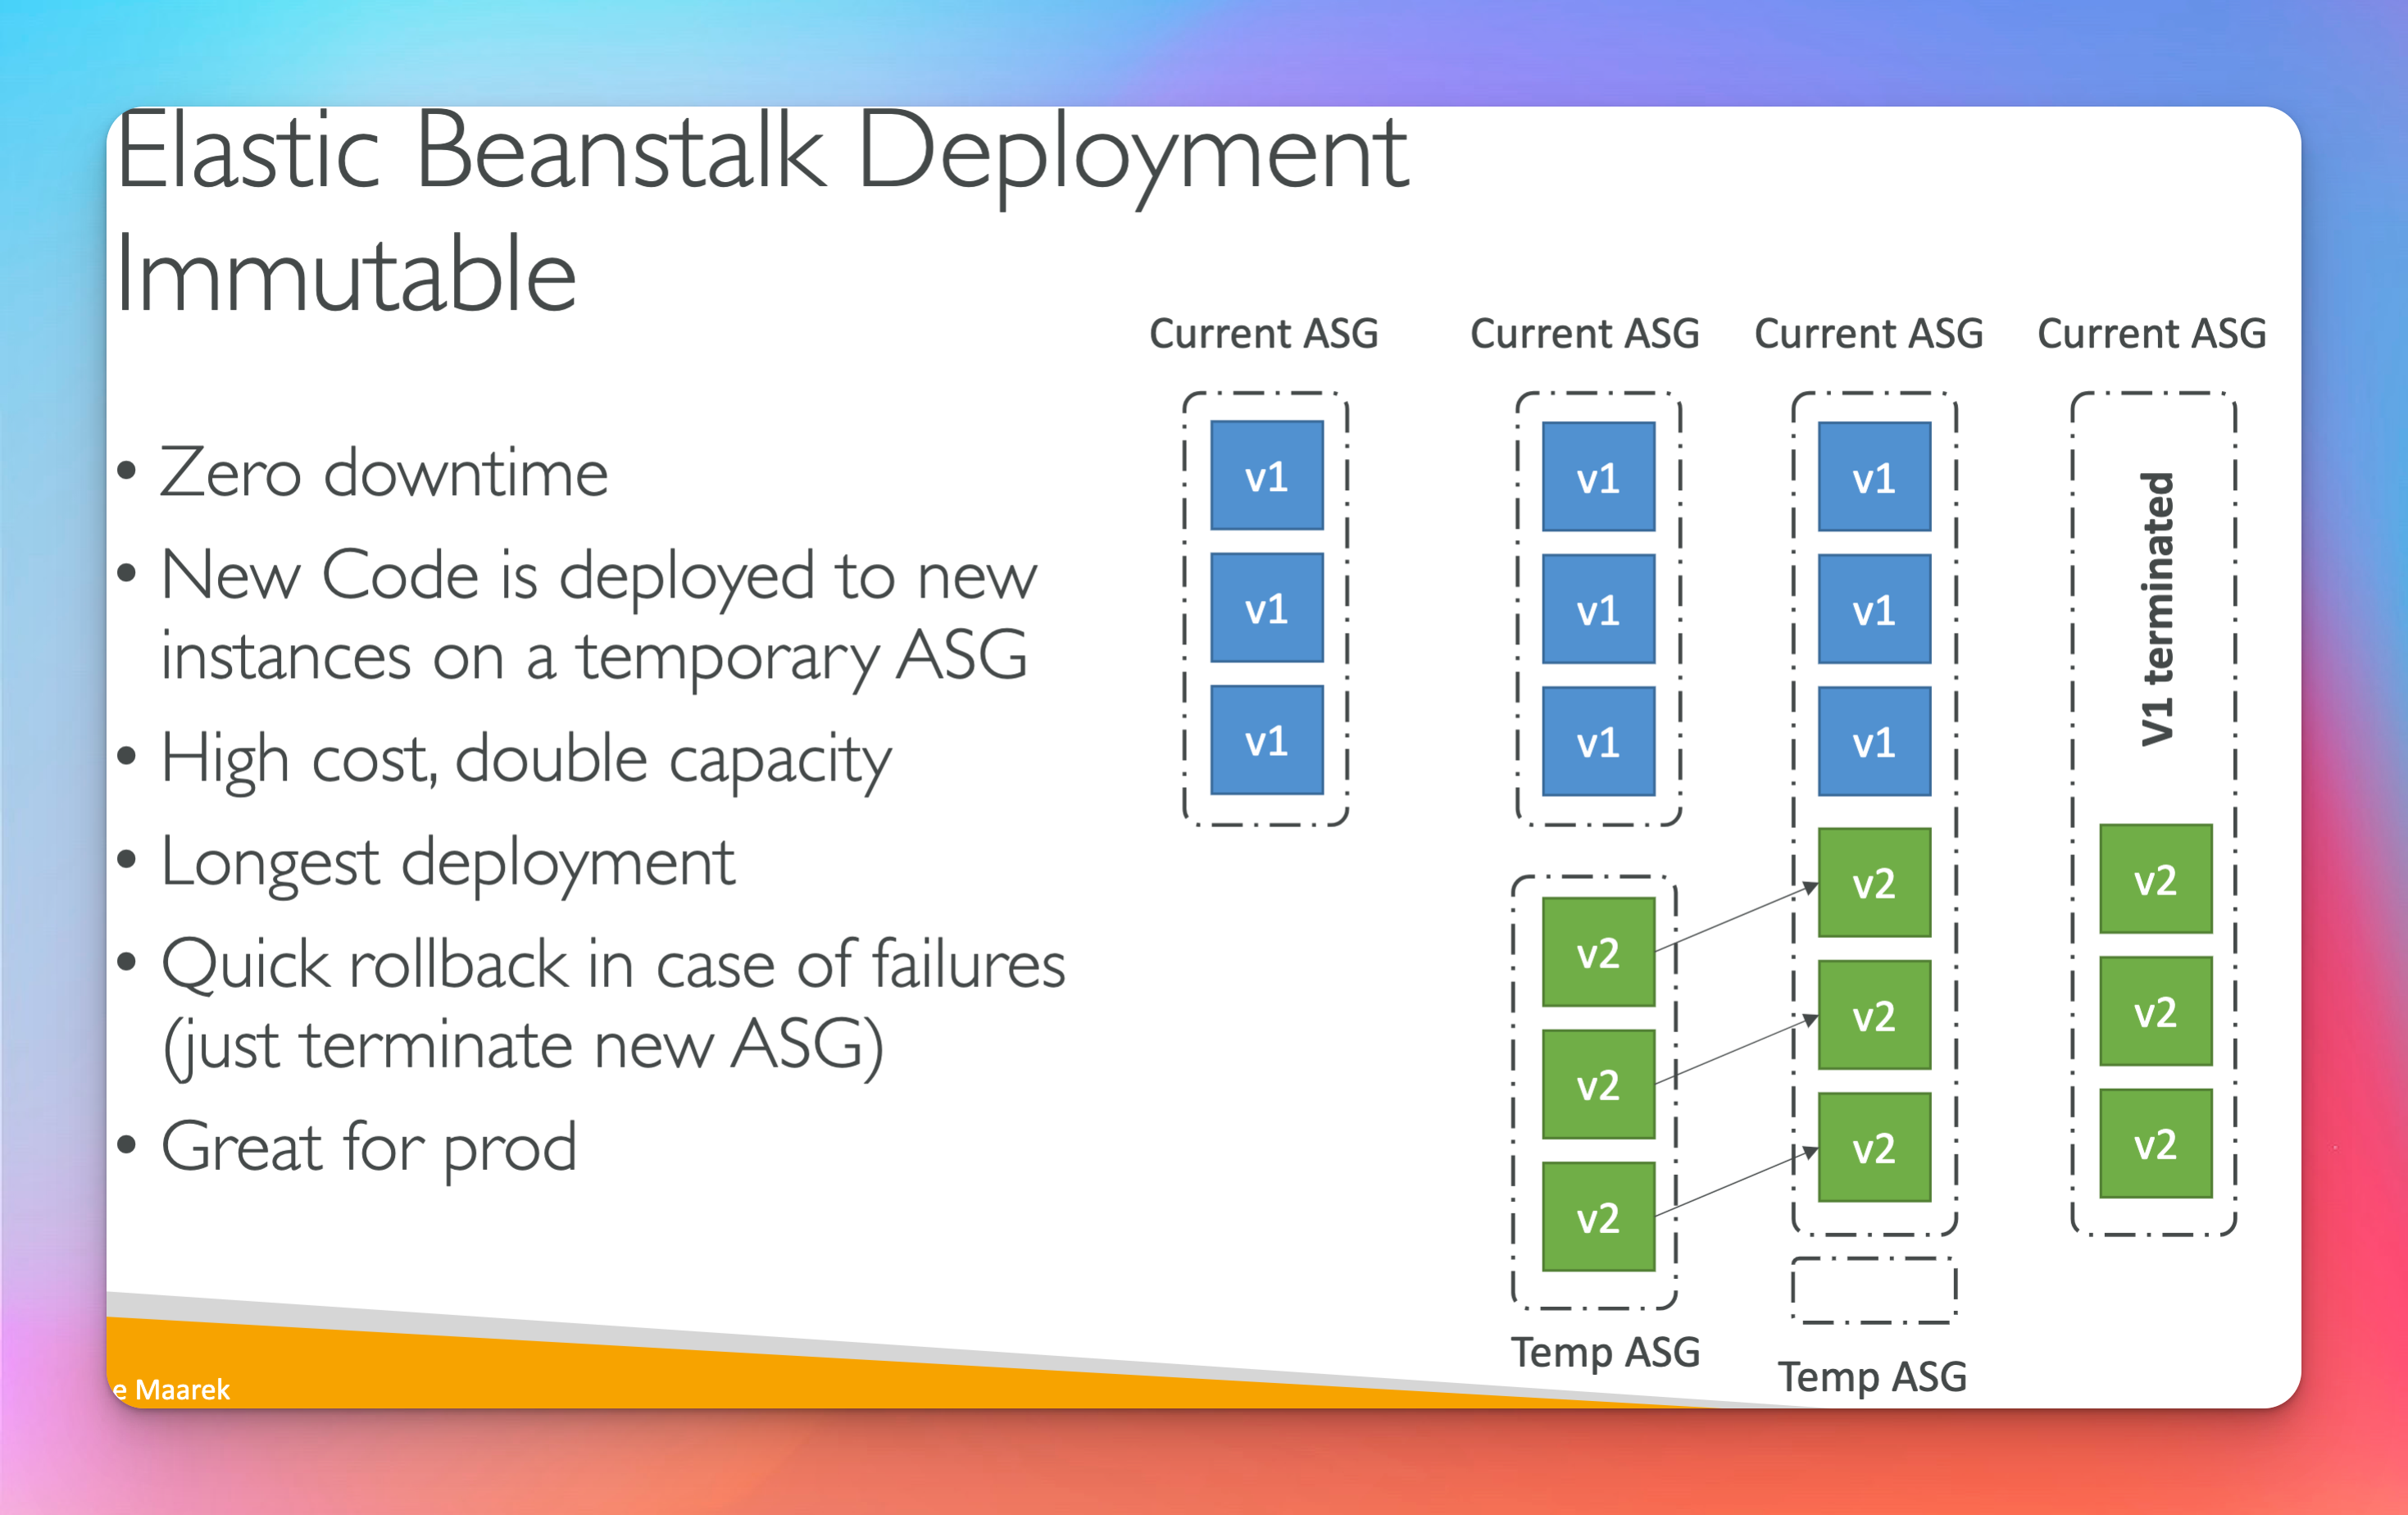 Elastic Beanstalk Deployment
Immutable
• Zero downtime
• New Code is deployed to new
instances on a temporary ASG
• High cost, double capacity
• Longest deployment
• Quick rollback in case of failures
(just terminate new ASG)
• Great for prod
Current ASG
v1
v1
v1
Current ASG
v1
v1
v1
v2
v2
v2
Temp ASG
Current ASG
v1
v1
v1
v2
v2
v2
Temp ASG
Current ASG
V1 terminated
v2
v2
v2
e Maarek